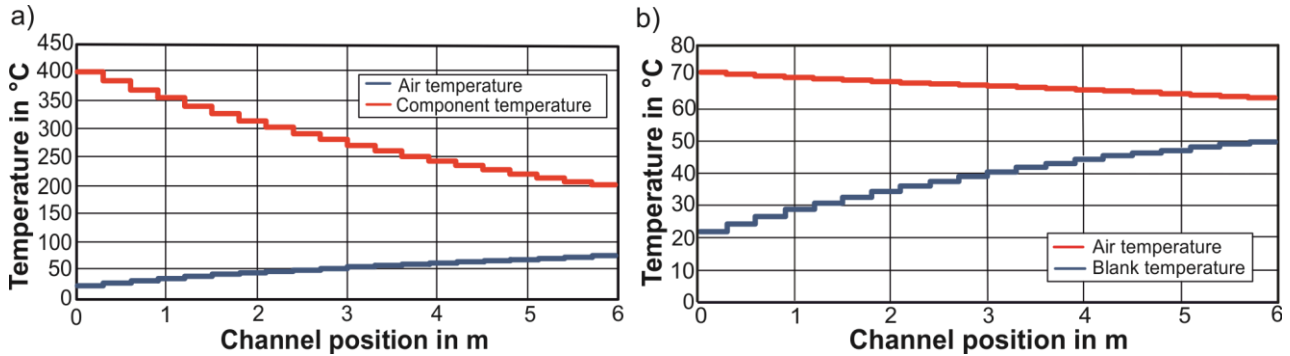 a)
Temperature in °C
450
400
350
300
250
200
150
100
50
0
Air temperature
Component temperature
0 1 2 3 4 5 6
Channel position in m
b)
Temperature in °C
80
70
60
50
40
30
20
10
0
Air temperature
Blank temperature
0 1 2 3 4 5 6
Channel position in m